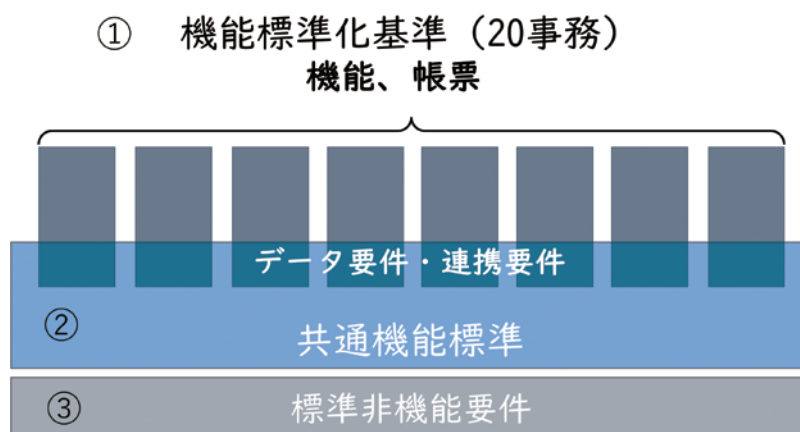 ① 機能標準化基準（20事務）
機能、帳票
データ要件・連携要件
②
共通機能標準
③ 標準非機能要件